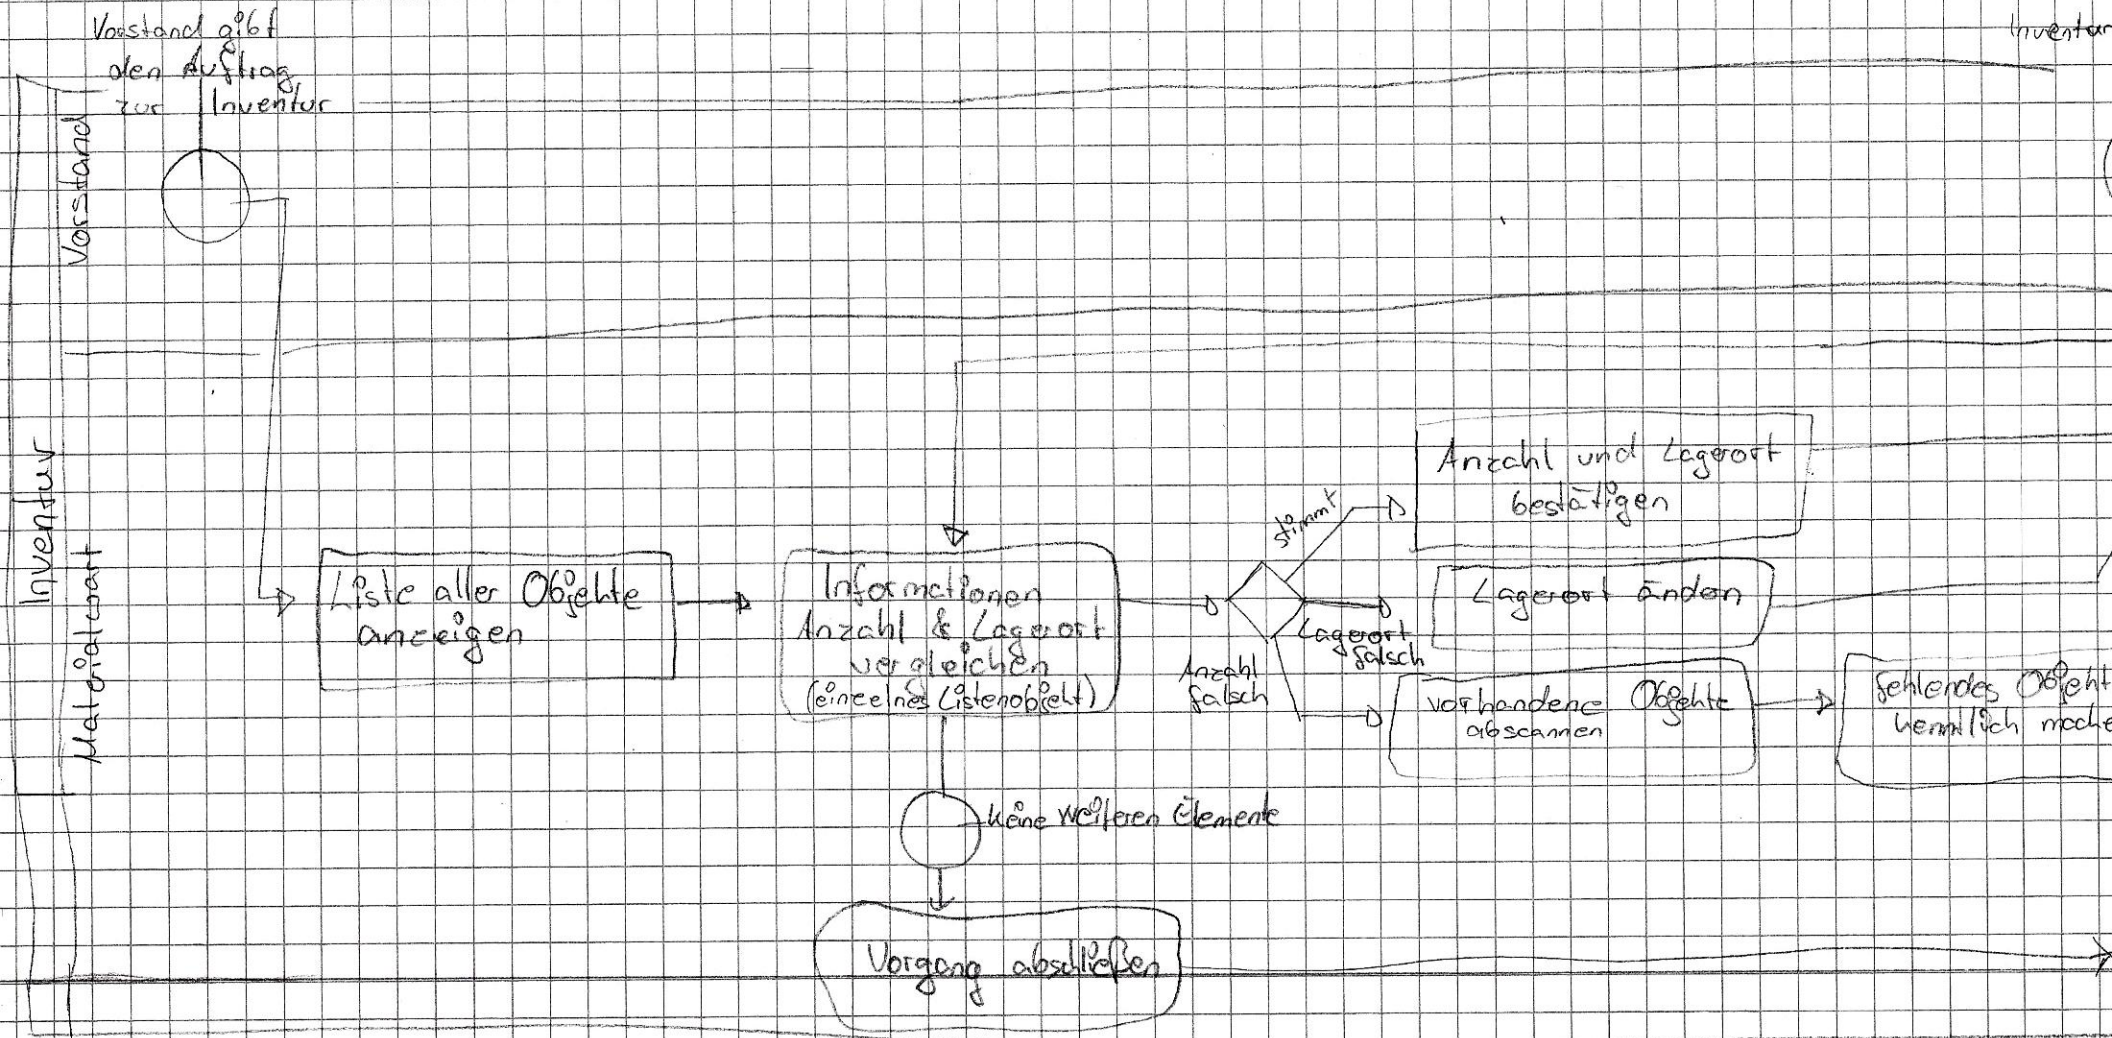 Vorstand gibt
den Auftrag
zur Inventur
Inventur
Vorstand
Inventur
Materialwart
Liste aller Objekte
anzeigen
Informationen
Anzahl & Lagerort
vergleichen
(einzelnes Listenobjekt)
stimmt
Lagerort
falsch
Anzahl
falsch
Anzahl und Lagerort
bestätigen
Lagerort ändern
vorhandene Objekte
abscannen
fehlendes Objekt
kenntlich mache
keine weiteren Elemente
Vorgang abschließen